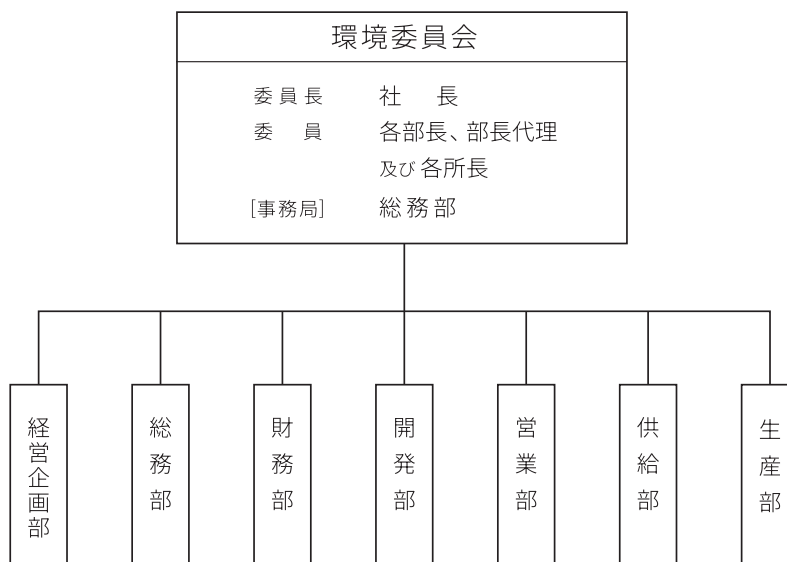 環境委員会
委員長 社長
委員 各部長、部長代理
及び各所長
[事務局] 総務部
経営企画部
総務部
財務部
開発部
営業部
供給部
生産部